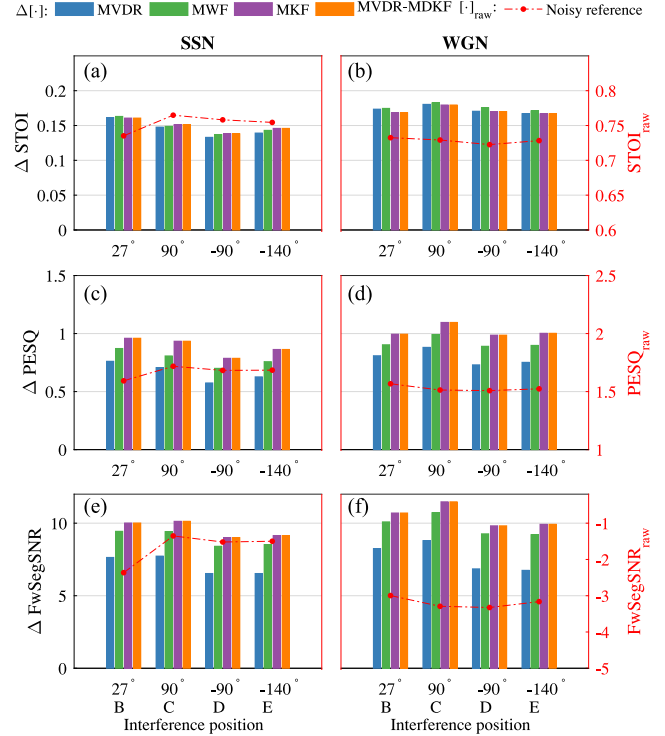 Δ[·]: MVDR MWF MKF MVDR-MDKF [·]raw: Noisy reference
SSN WGN
(a) (b)
Δ STOI
0.2
0.15
0.1
0.05
0
0.8
0.75
0.7
0.65
0.6
STOIraw
27° 90° -90° -140° 27° 90° -90° -140°
(c) (d)
Δ PESQ
1.5
1
0.5
0
2.5
2
1.5
1
PESQraw
27° 90° -90° -140° 27° 90° -90° -140°
(e) (f)
Δ FwSegSNR
10
5
0
-1
-2
-3
-4
-5
FwSegSNRraw
27° 90° -90° -140° 27° 90° -90° -140°
B C D E B C D E
Interference position Interference position